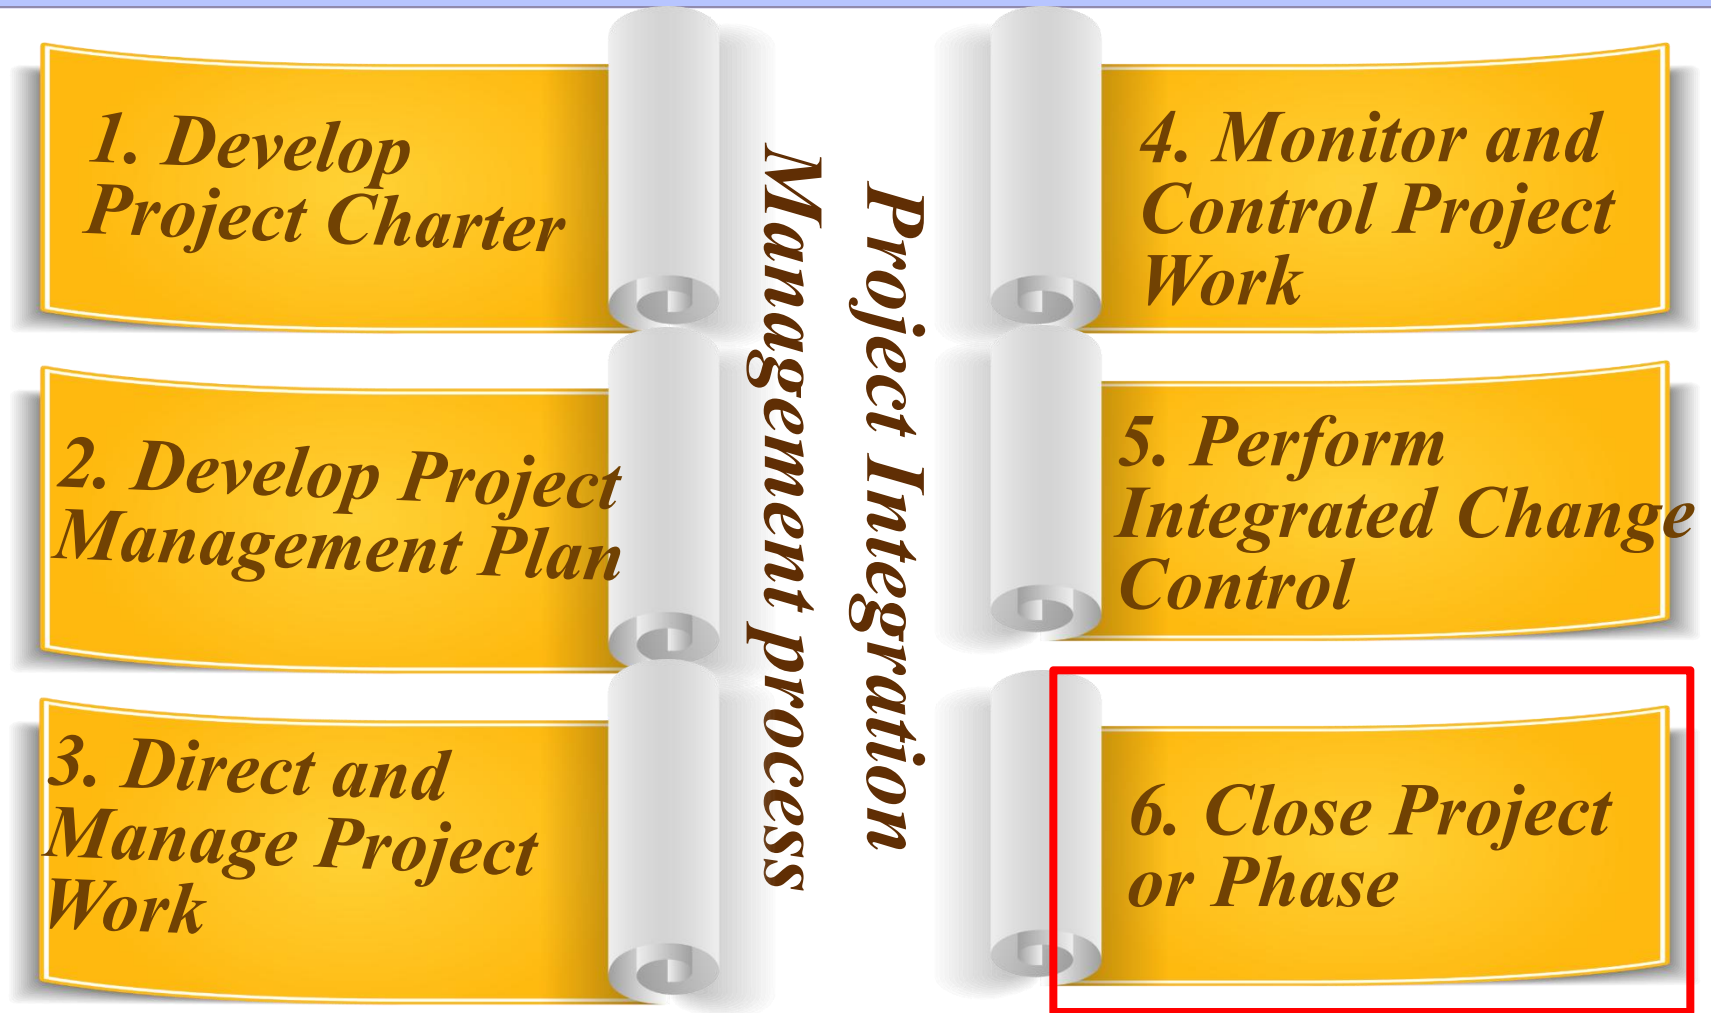 1. Develop
Project Charter
2. Develop Project
Management Plan
3. Direct and
Manage Project
Work
Project Integration
Management process
4. Monitor and
Control Project
Work
5. Perform
Integrated Change
Control
6. Close Project
or Phase